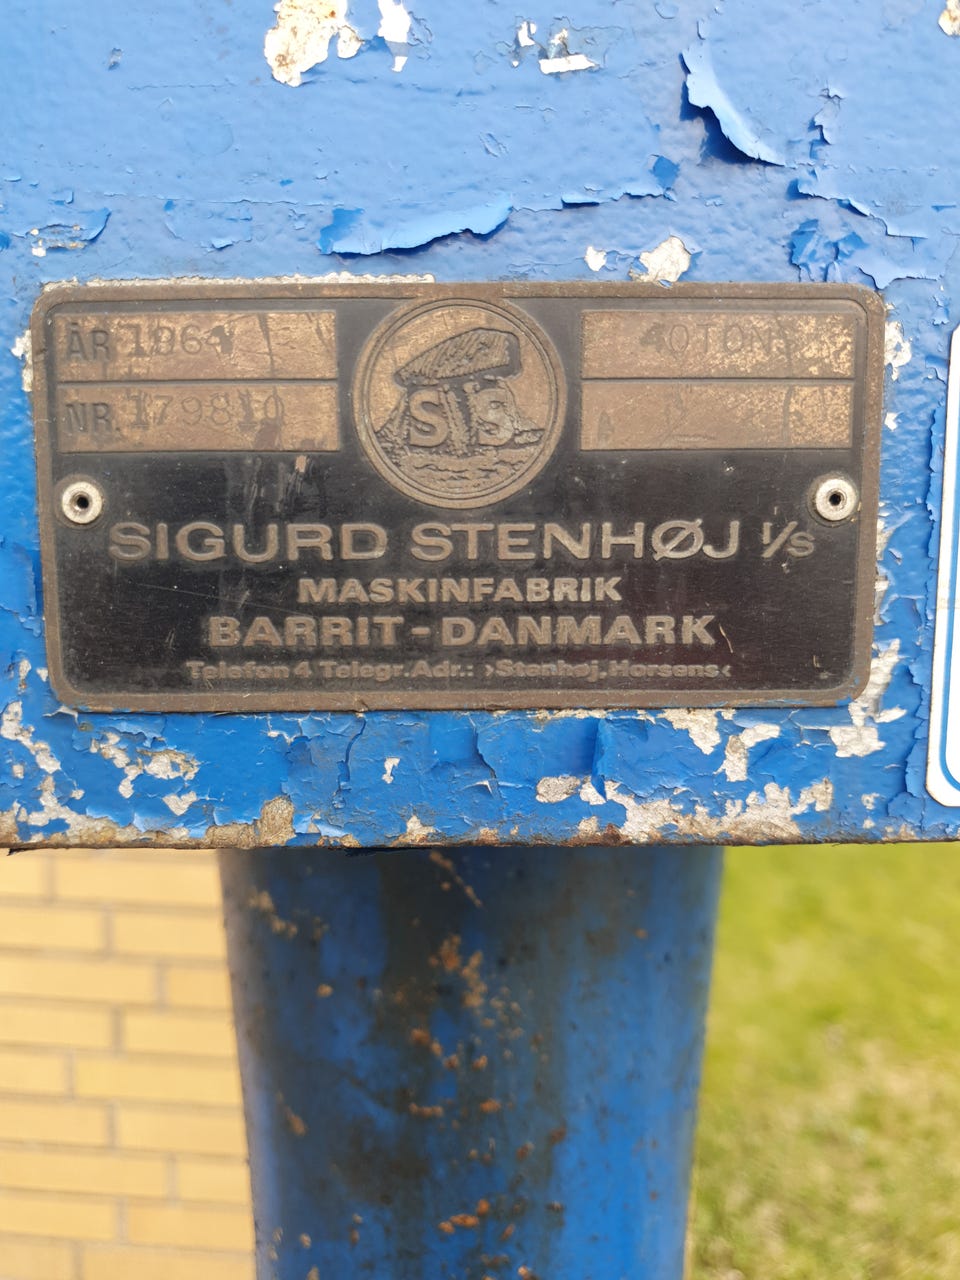 ÅR 1964
NR. 179810
40TON
SS
SIGURD STENHØJ I/S
MASKINFABRIK
BARRIT-DANMARK
Telefon 4 Telegr.Adr.: ›Stenhøj, Horsens‹